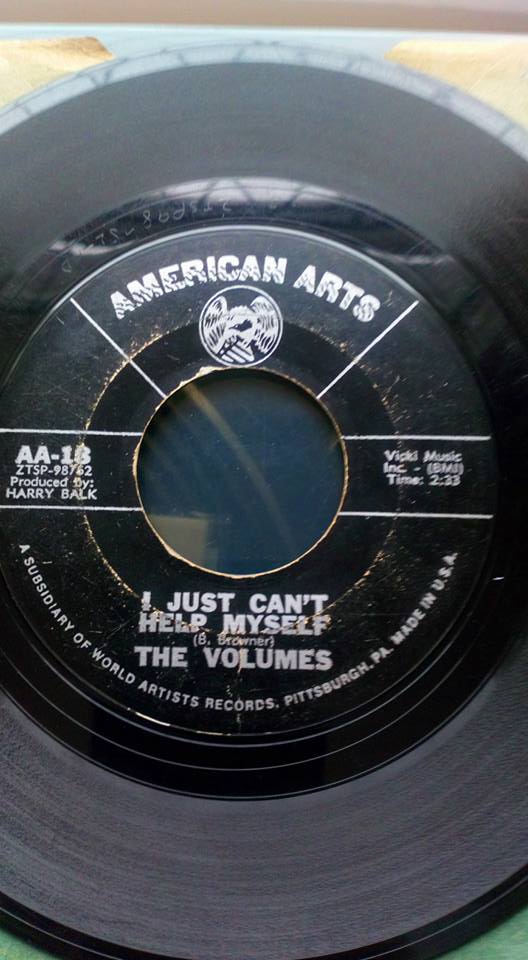 AMERICAN ARTS
AA-18
ZTSP-98762
Produced by:
HARRY BALK
Vicki Music
Inc. - (BMI)
Time: 2:33
I JUST CAN'T
HELP MYSELF
(B. Browner)
THE VOLUMES
A SUBSIDIARY OF WORLD ARTISTS RECORDS, PITTSBURGH, PA. MADE IN U.S.A.